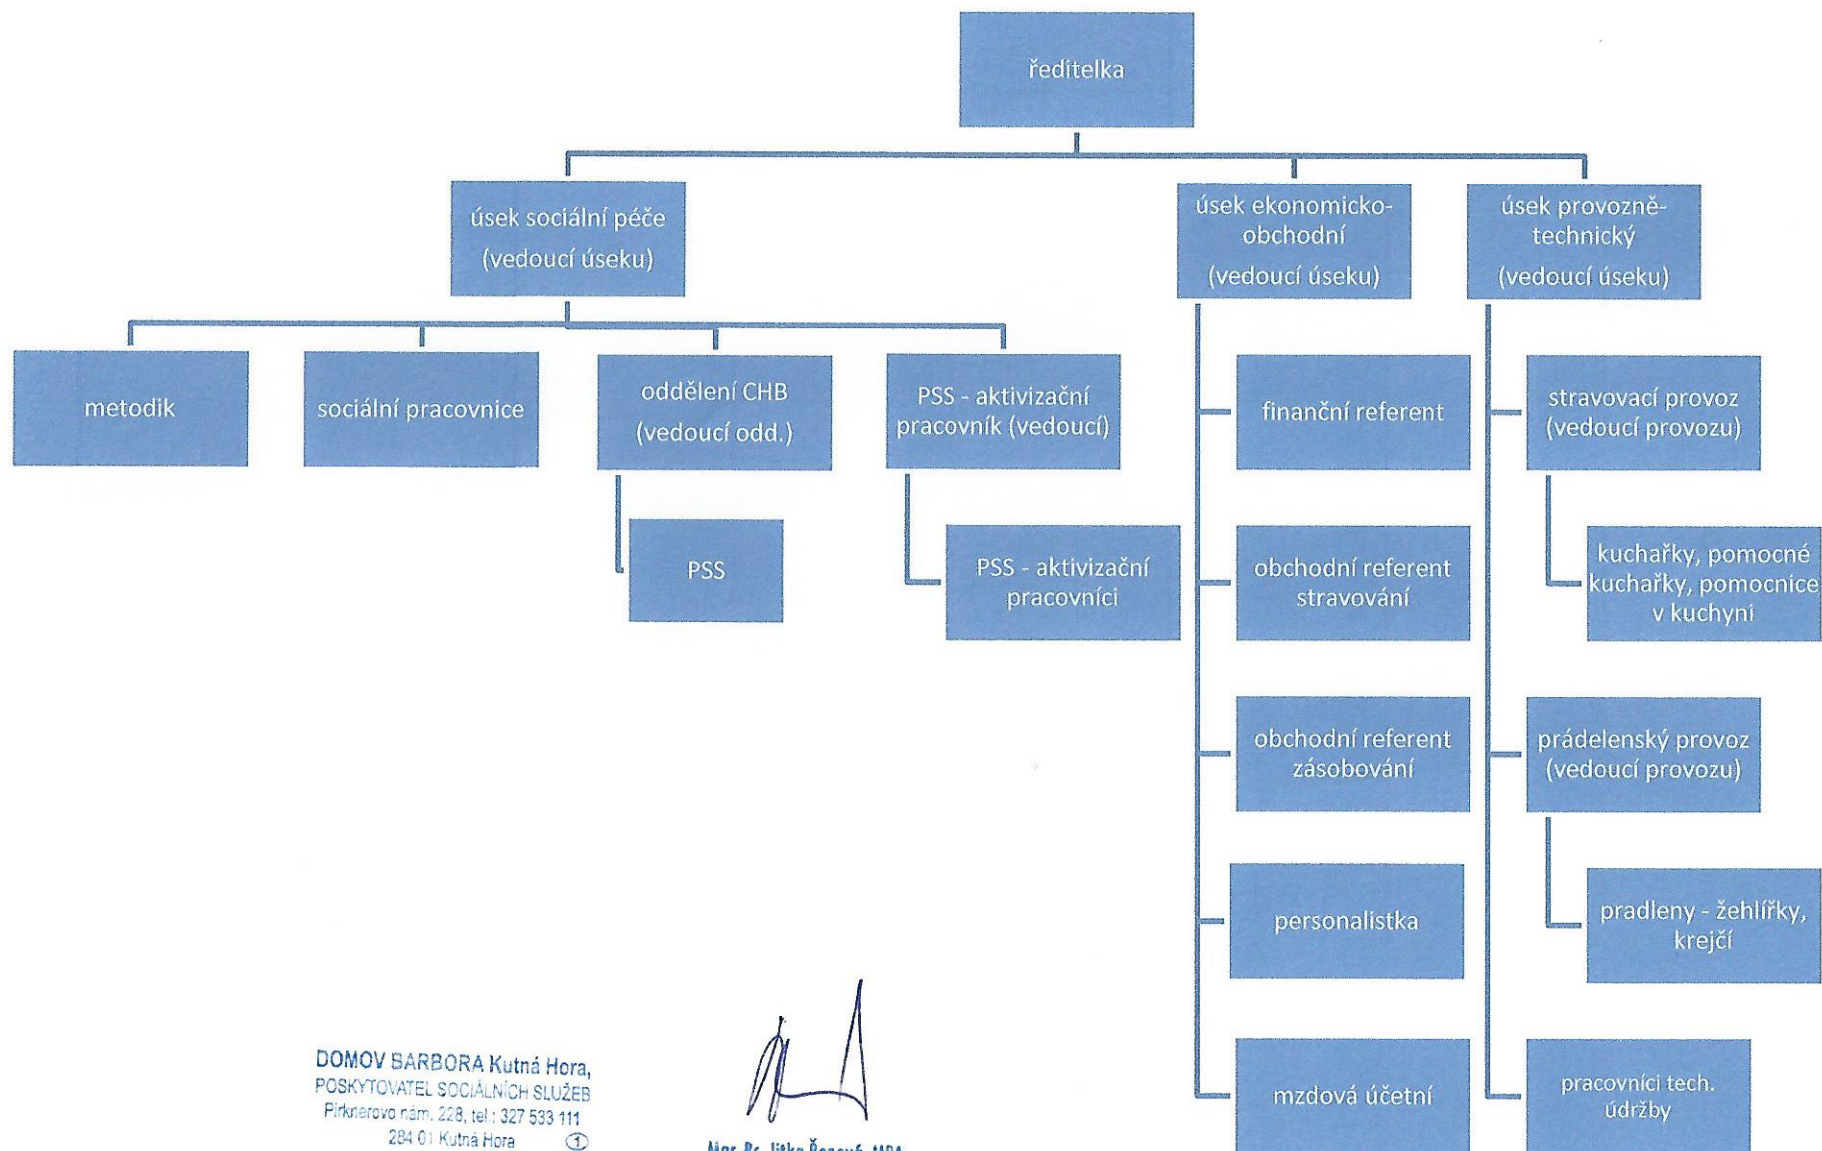 ředitelka
úsek sociální péče
(vedoucí úseku)
úsek ekonomicko-
obchodní
(vedoucí úseku)
úsek provozně-
technický
(vedoucí úseku)
metodik
sociální pracovnice
oddělení CHB
(vedoucí odd.)
PSS - aktivizační
pracovník (vedoucí)
finanční referent
stravovací provoz
(vedoucí provozu)
PSS
PSS - aktivizační
pracovníci
obchodní referent
stravování
kuchařky, pomocné
kuchařky, pomocnice
v kuchyni
obchodní referent
zásobování
prádelenský provoz
(vedoucí provozu)
personalistka
pradleny - žehlířky,
krejčí
mzdová účetní
pracovníci tech.
údržby
DOMOV BARBORA Kutná Hora,
POSKYTOVATEL SOCIÁLNÍCH SLUŽEB
Pirknerovo nám. 228, tel.: 327 533 111
284 01 Kutná Hora ①
Mgr. Bc. Jitka